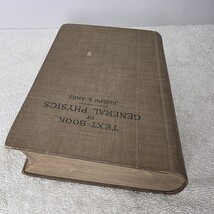 TEXT-BOOK
OF
GENERAL PHYSICS
JOSEPH S. AMES